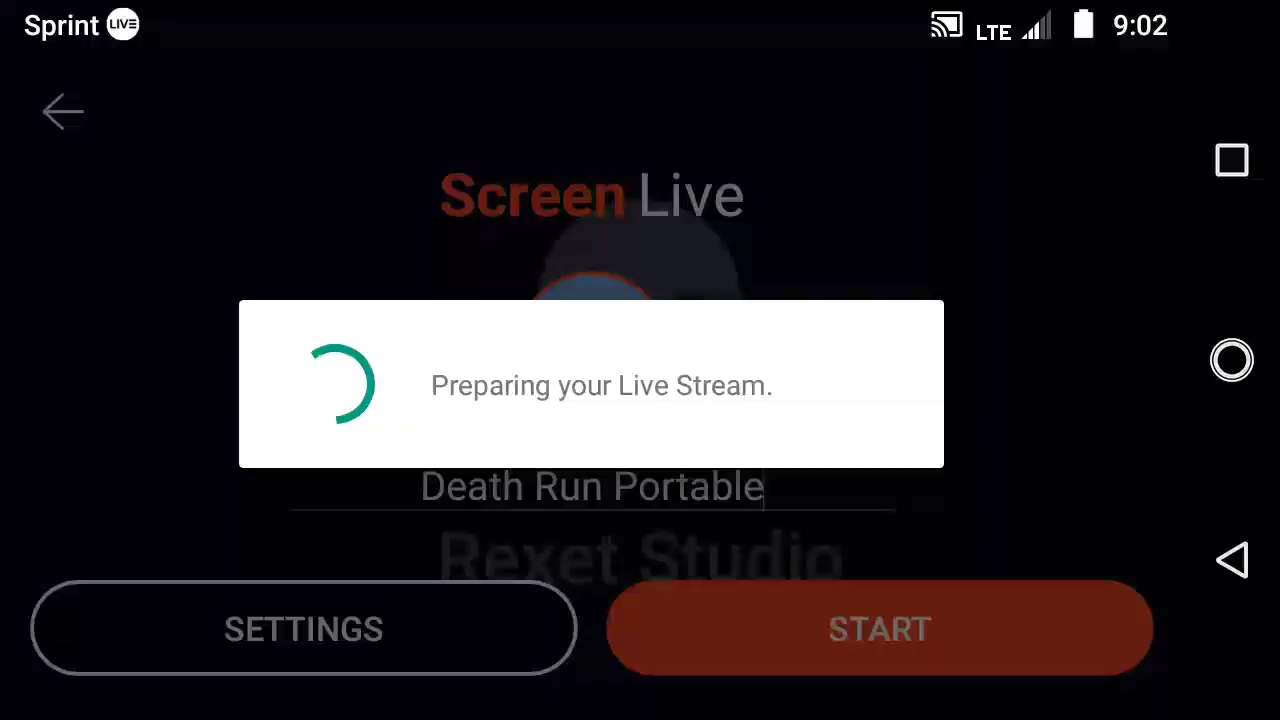 Sprint LIVE LTE 9:02
Screen Live
Preparing your Live Stream.
Death Run Portable
Rexet Studio
SETTINGS START